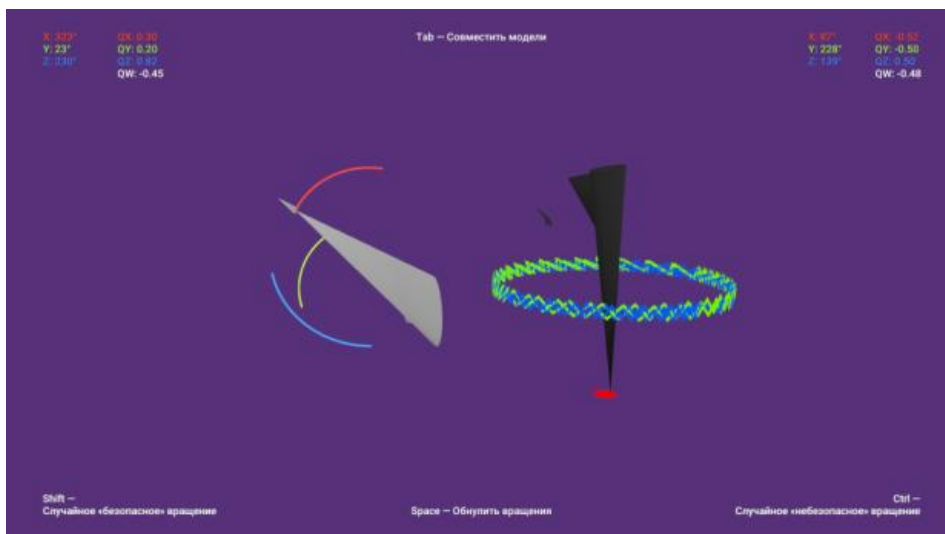 X: 323° QX: 0.30
Y: 23° QY: 0.20
Z: 230° QZ: 0.82
QW: -0.45
Tab — Совместить модели
X: 97° QX: -0.52
Y: 228° QY: -0.50
Z: 139° QZ: 0.50
QW: -0.48
Shift —
Случайное «безопасное» вращение
Space — Обнулить вращения
Ctrl —
Случайное «небезопасное» вращение